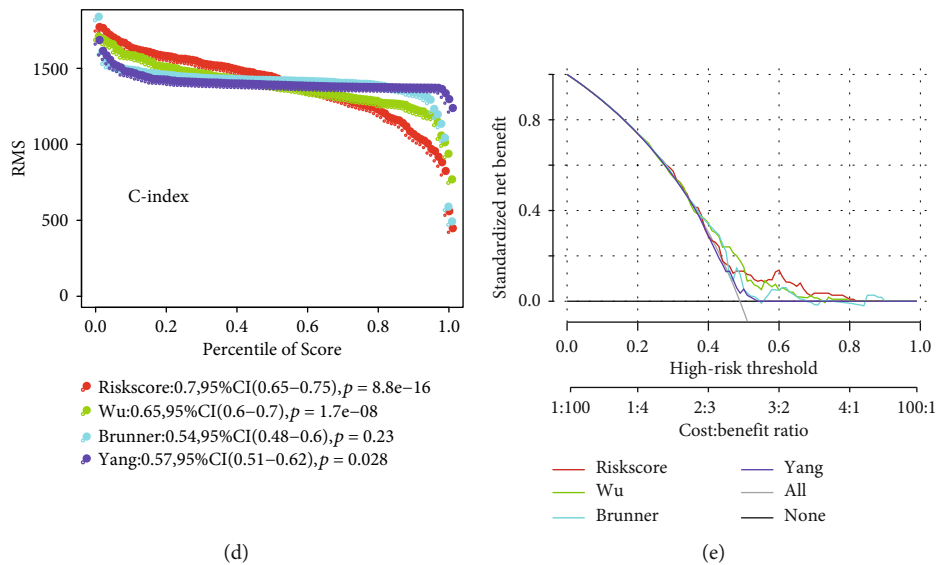 RMS
1500
1000
500
0
C-index
0.0 0.2 0.4 0.6 0.8 1.0
Percentile of Score
Riskscore:0.7,95%CI(0.65−0.75), p = 8.8e−16
Wu:0.65,95%CI(0.6−0.7), p = 1.7e−08
Brunner:0.54,95%CI(0.48−0.6), p = 0.23
Yang:0.57,95%CI(0.51−0.62), p = 0.028
(d)
Standardized net benefit
0.8
0.4
0.0
0.0 0.2 0.4 0.6 0.8 1.0
High-risk threshold
1:100 1:4 2:3 3:2 4:1 100:1
Cost:benefit ratio
Riskscore Yang
Wu All
Brunner None
(e)